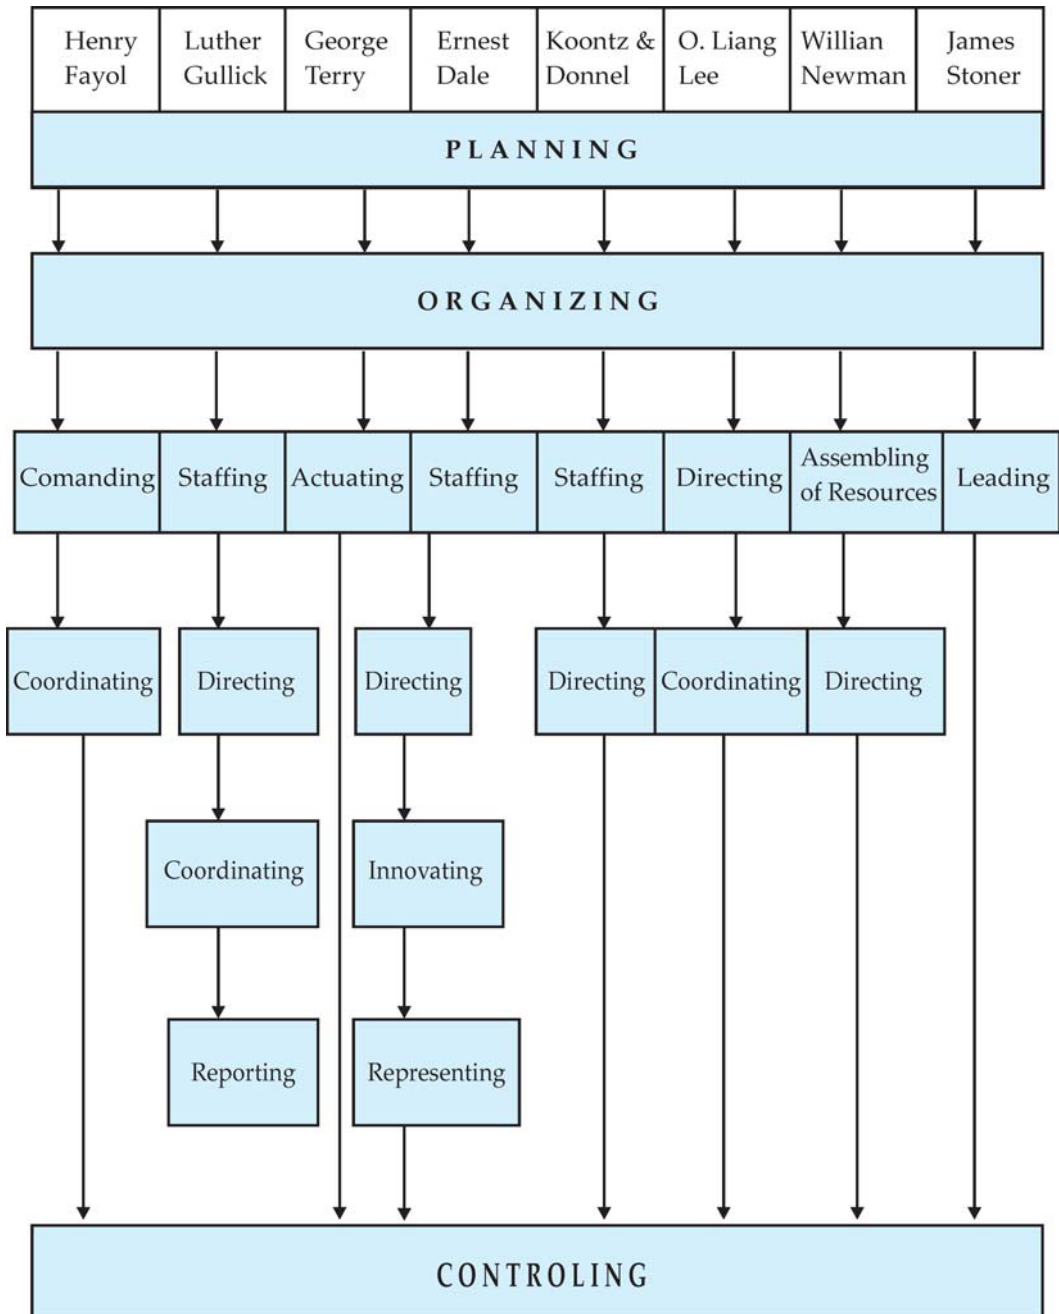 Henry
Fayol
Luther
Gullick
George
Terry
Ernest
Dale
Koontz &
Donnel
O. Liang
Lee
Willian
Newman
James
Stoner
PLANNING
ORGANIZING
Comanding
Staffing
Actuating
Staffing
Staffing
Directing
Assembling
of Resources
Leading
Coordinating
Directing
Directing
Directing
Coordinating
Directing
Coordinating
Innovating
Reporting
Representing
CONTROLING